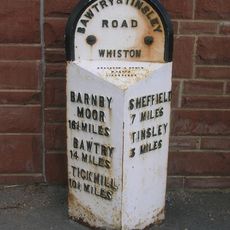 BAWTRY & TINSLEY
ROAD
WHISTON
BARNBY
MOOR
16½ MILES
BAWTRY
14 MILES
TICKHILL
10½ MILES
SHEFFIELD
7 MILES
TINSLEY
3 MILES